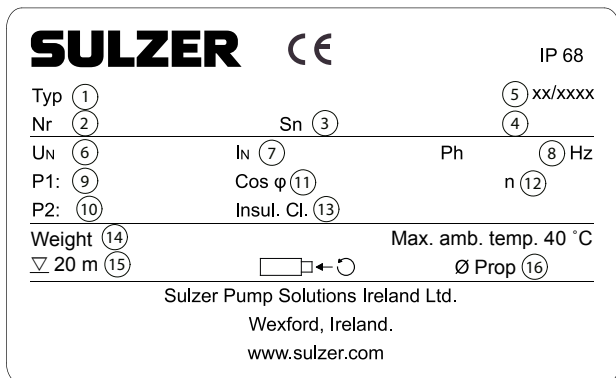 SULZER CE IP 68
Typ 1 5 xx/xxxx
Nr 2 Sn 3 4
UN 6 IN 7 Ph 8 Hz
P1: 9 Cos φ 11 n 12
P2: 10 Insul. Cl. 13
Weight 14 Max. amb. temp. 40 °C
▽ 20 m 15 Ø Prop 16
Sulzer Pump Solutions Ireland Ltd.
Wexford, Ireland.
www.sulzer.com